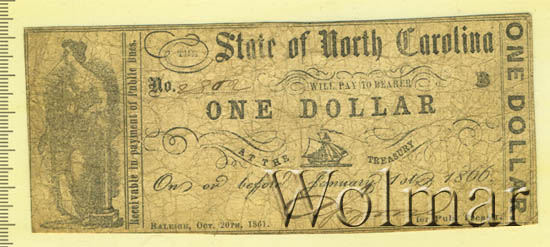 THE
State of North Carolina
No. WILL PAY TO BEARER B
ONE DOLLAR
AT THE TREASURY
On or before January 1st 1866.
RALEIGH, OCT. 20TH, 1861. for Public Treas.
Receivable in payment of Public Dues.
ONE DOLLAR
Wolmar